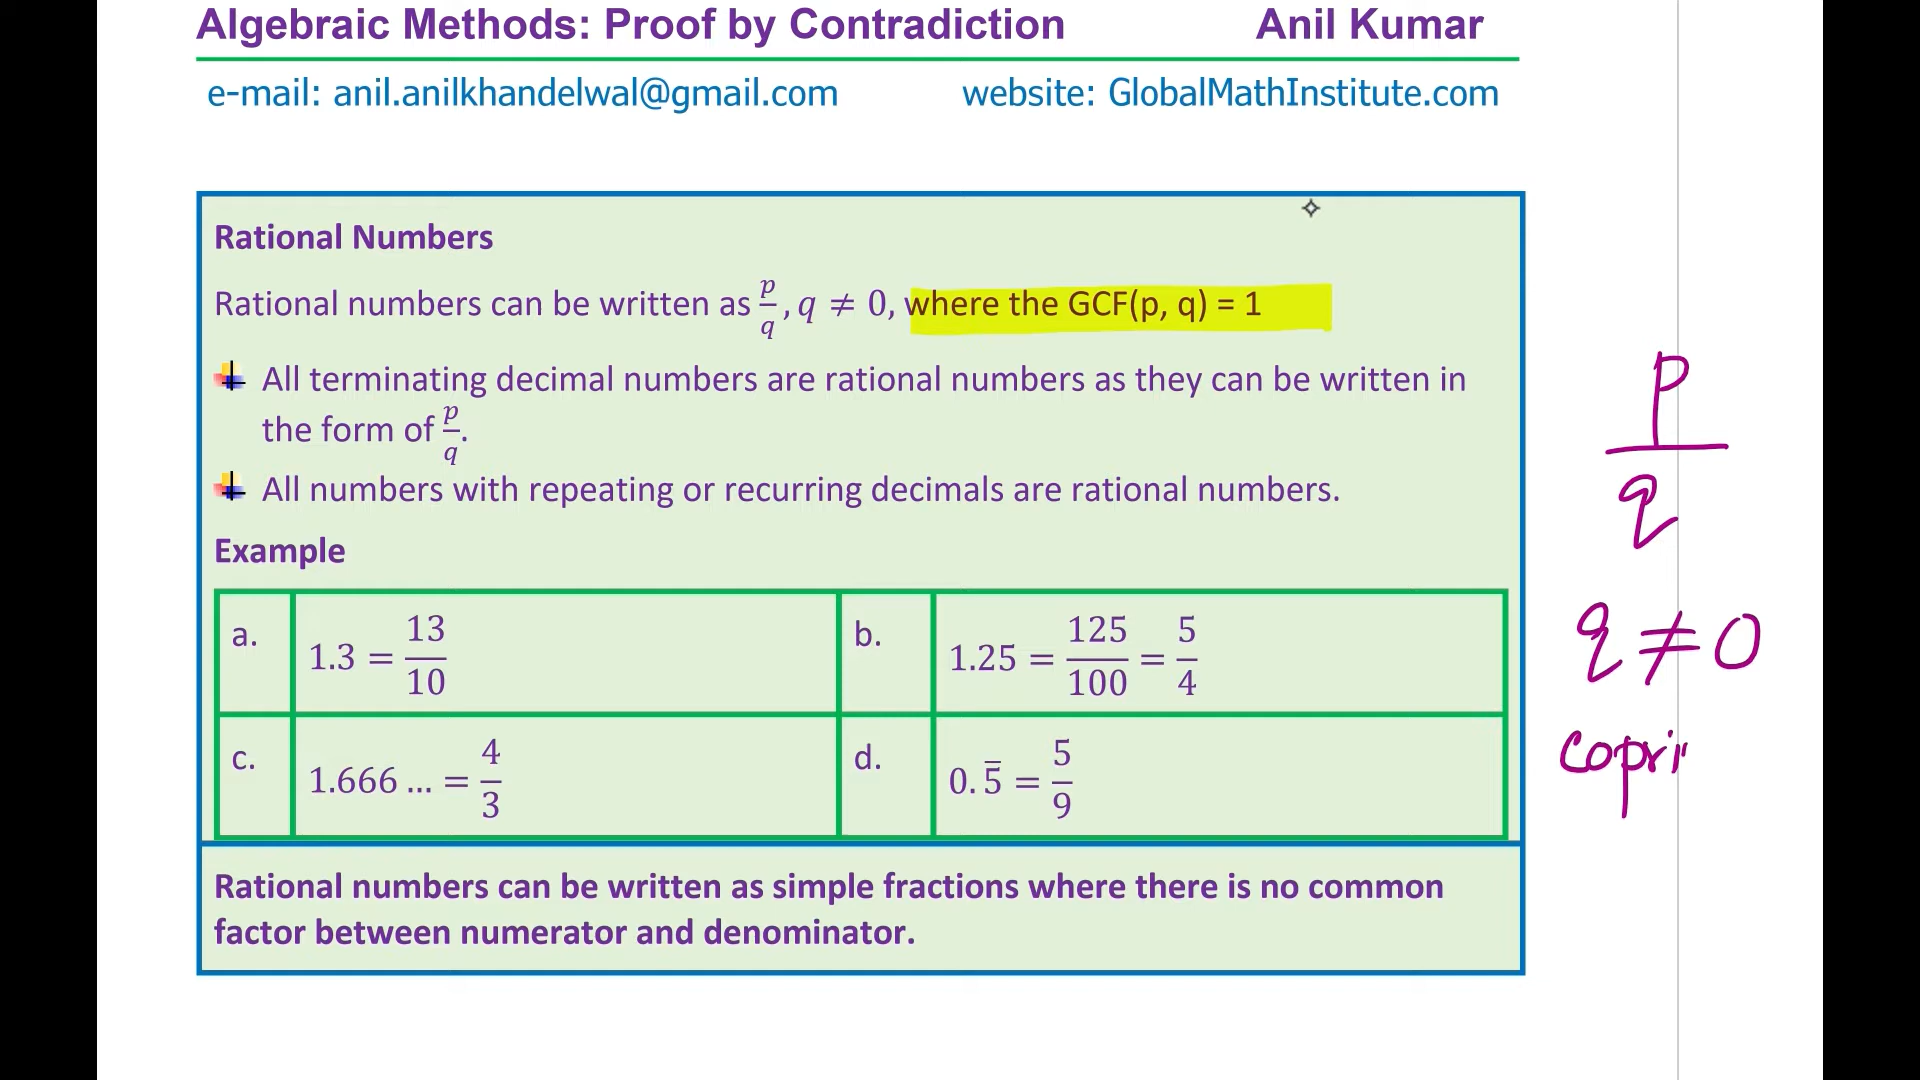 Algebraic Methods: Proof by Contradiction Anil Kumar
e-mail: anil.anilkhandelwal@gmail.com website: GlobalMathInstitute.com
Rational Numbers
Rational numbers can be written as p/q, q ≠ 0, where the GCF(p, q) = 1
All terminating decimal numbers are rational numbers as they can be written in
the form of p/q.
All numbers with repeating or recurring decimals are rational numbers.
Example
a. 1.3 = 13/10 b. 1.25 = 125/100 = 5/4
c. 1.666 ... = 4/3 d. 0.5̅ = 5/9
Rational numbers can be written as simple fractions where there is no common
factor between numerator and denominator.
p/q
q ≠ 0
copri